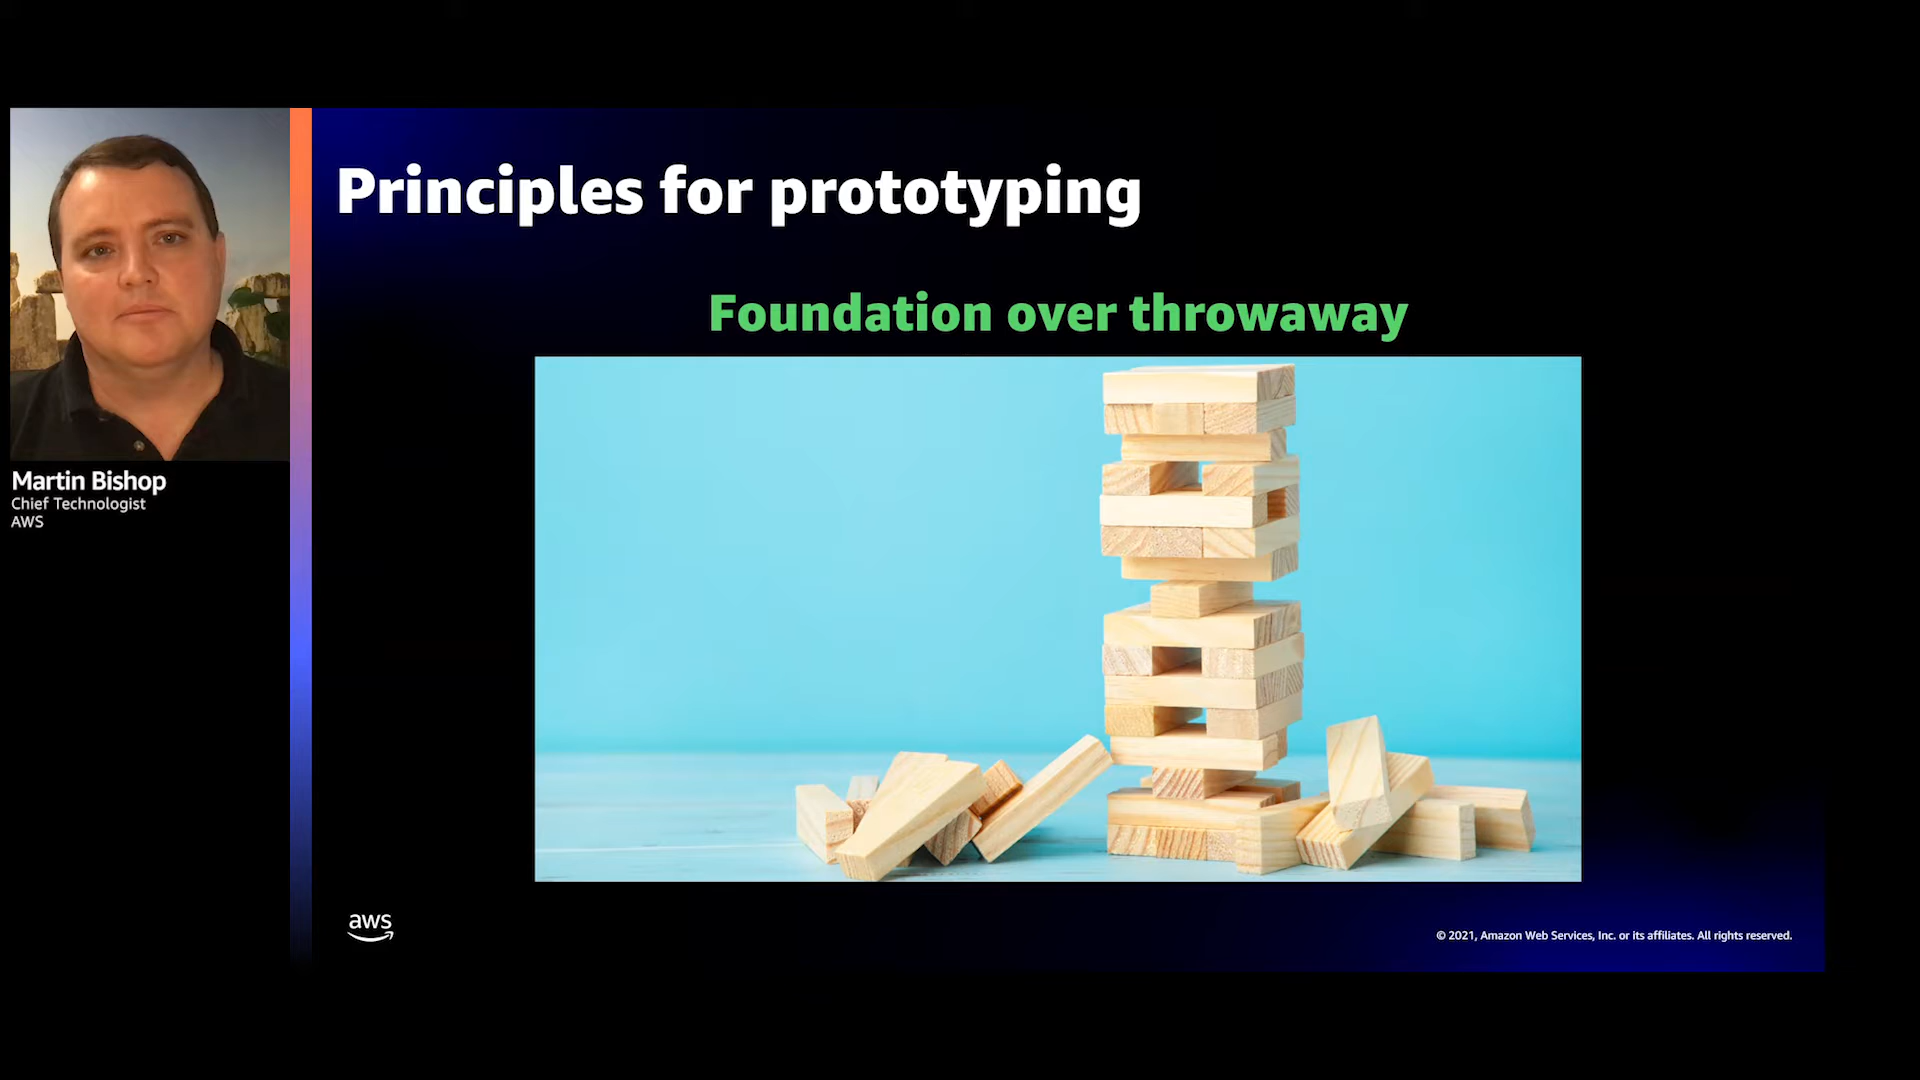 Principles for prototyping
Foundation over throwaway
Martin Bishop
Chief Technologist
AWS
aws
© 2021, Amazon Web Services, Inc. or its affiliates. All rights reserved.